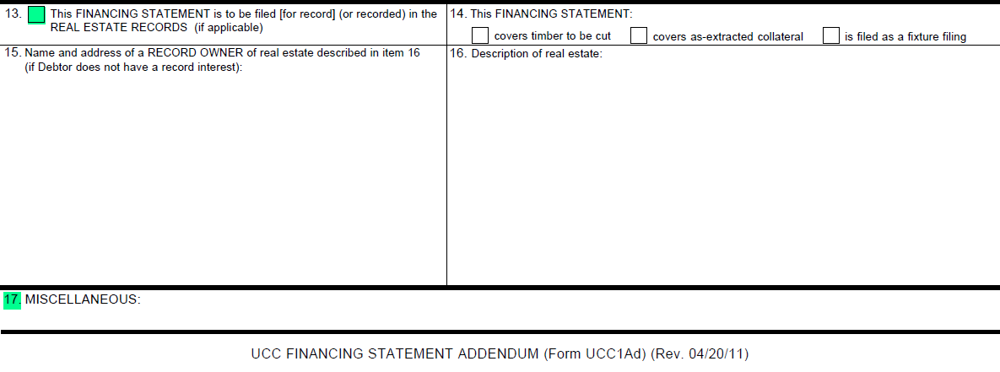 13. This FINANCING STATEMENT is to be filed [for record] (or recorded) in the
REAL ESTATE RECORDS (if applicable)
14. This FINANCING STATEMENT:
covers timber to be cut covers as-extracted collateral is filed as a fixture filing
15. Name and address of a RECORD OWNER of real estate described in item 16
(if Debtor does not have a record interest):
16. Description of real estate:
17. MISCELLANEOUS:
UCC FINANCING STATEMENT ADDENDUM (Form UCC1Ad) (Rev. 04/20/11)